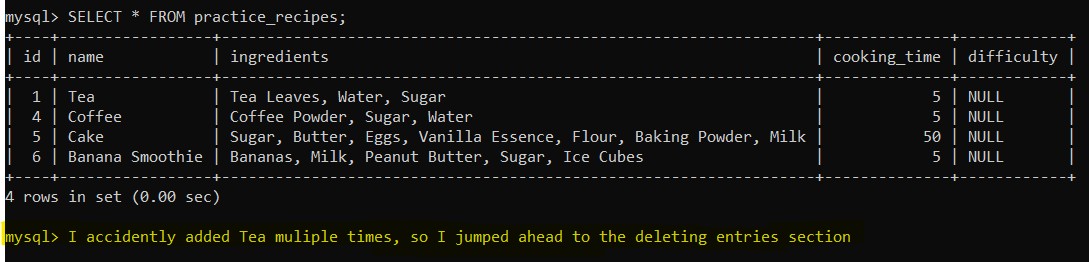 mysql> SELECT * FROM practice_recipes;
+----+-----------------+------------------------------------------------------------------+--------------+------------+
| id | name            | ingredients                                                      | cooking_time | difficulty |
+----+-----------------+------------------------------------------------------------------+--------------+------------+
| 1 | Tea             | Tea Leaves, Water, Sugar                                         | 5 | NULL       |
| 4 | Coffee          | Coffee Powder, Sugar, Water                                      | 5 | NULL       |
| 5 | Cake            | Sugar, Butter, Eggs, Vanilla Essence, Flour, Baking Powder, Milk | 50 | NULL       |
| 6 | Banana Smoothie | Bananas, Milk, Peanut Butter, Sugar, Ice Cubes                   | 5 | NULL       |
+----+-----------------+------------------------------------------------------------------+--------------+------------+
4 rows in set (0.00 sec)
mysql> I accidently added Tea muliple times, so I jumped ahead to the deleting entries section